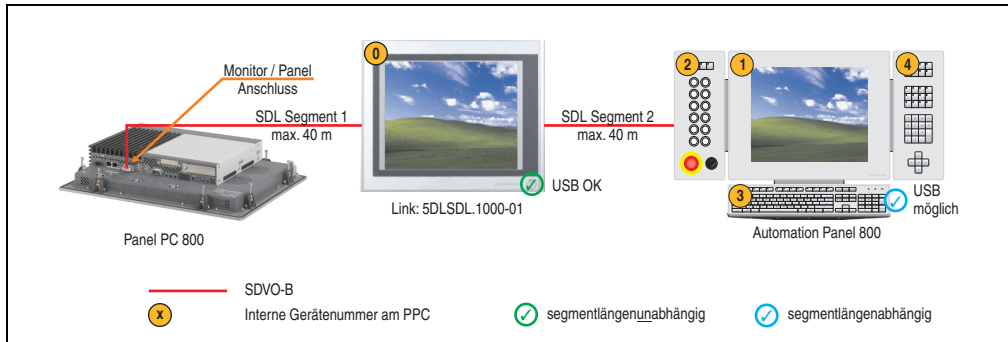 0
2
1
4
Monitor / Panel
Anschluss
SDL Segment 1
max. 40 m
SDL Segment 2
max. 40 m
USB OK
3
USB
möglich
Link: 5DLSDL.1000-01
Panel PC 800
Automation Panel 800
SDVO-B
x
Interne Gerätenummer am PPC
segmentlängenunabhängig
segmentlängenabhängig